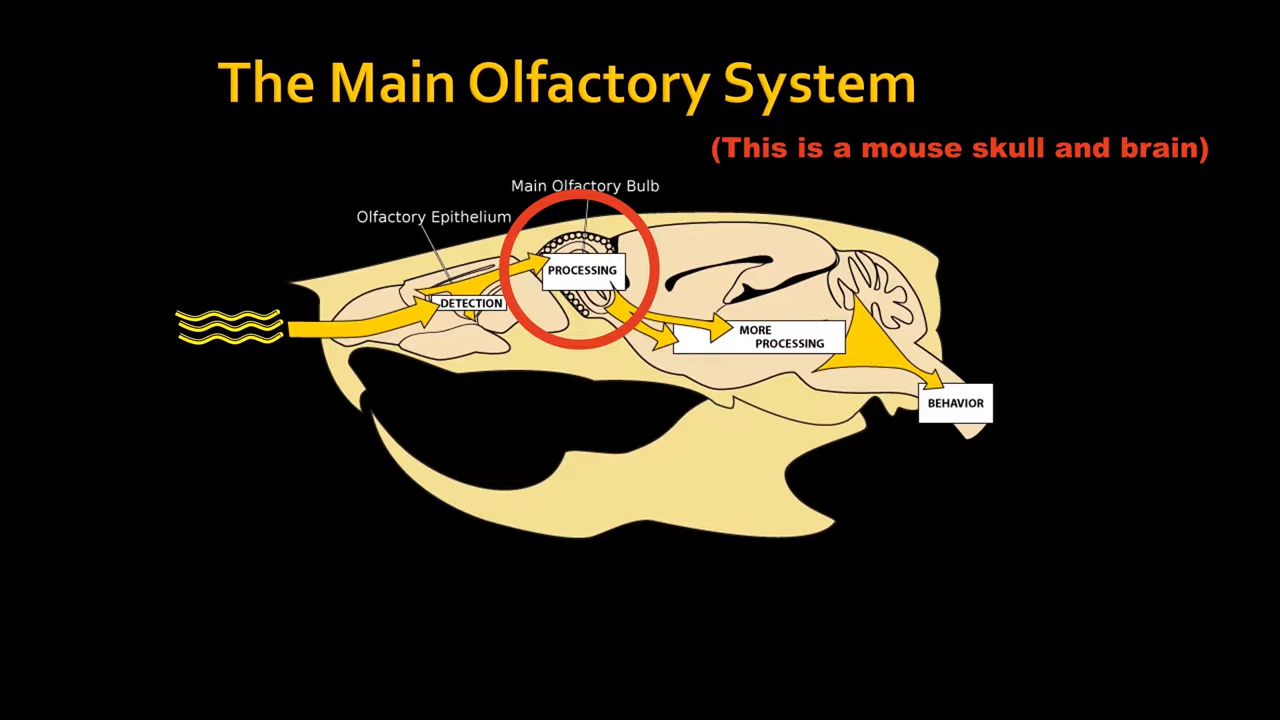 The Main Olfactory System
(This is a mouse skull and brain)
Main Olfactory Bulb
Olfactory Epithelium
PROCESSING
DETECTION
MORE
PROCESSING
BEHAVIOR